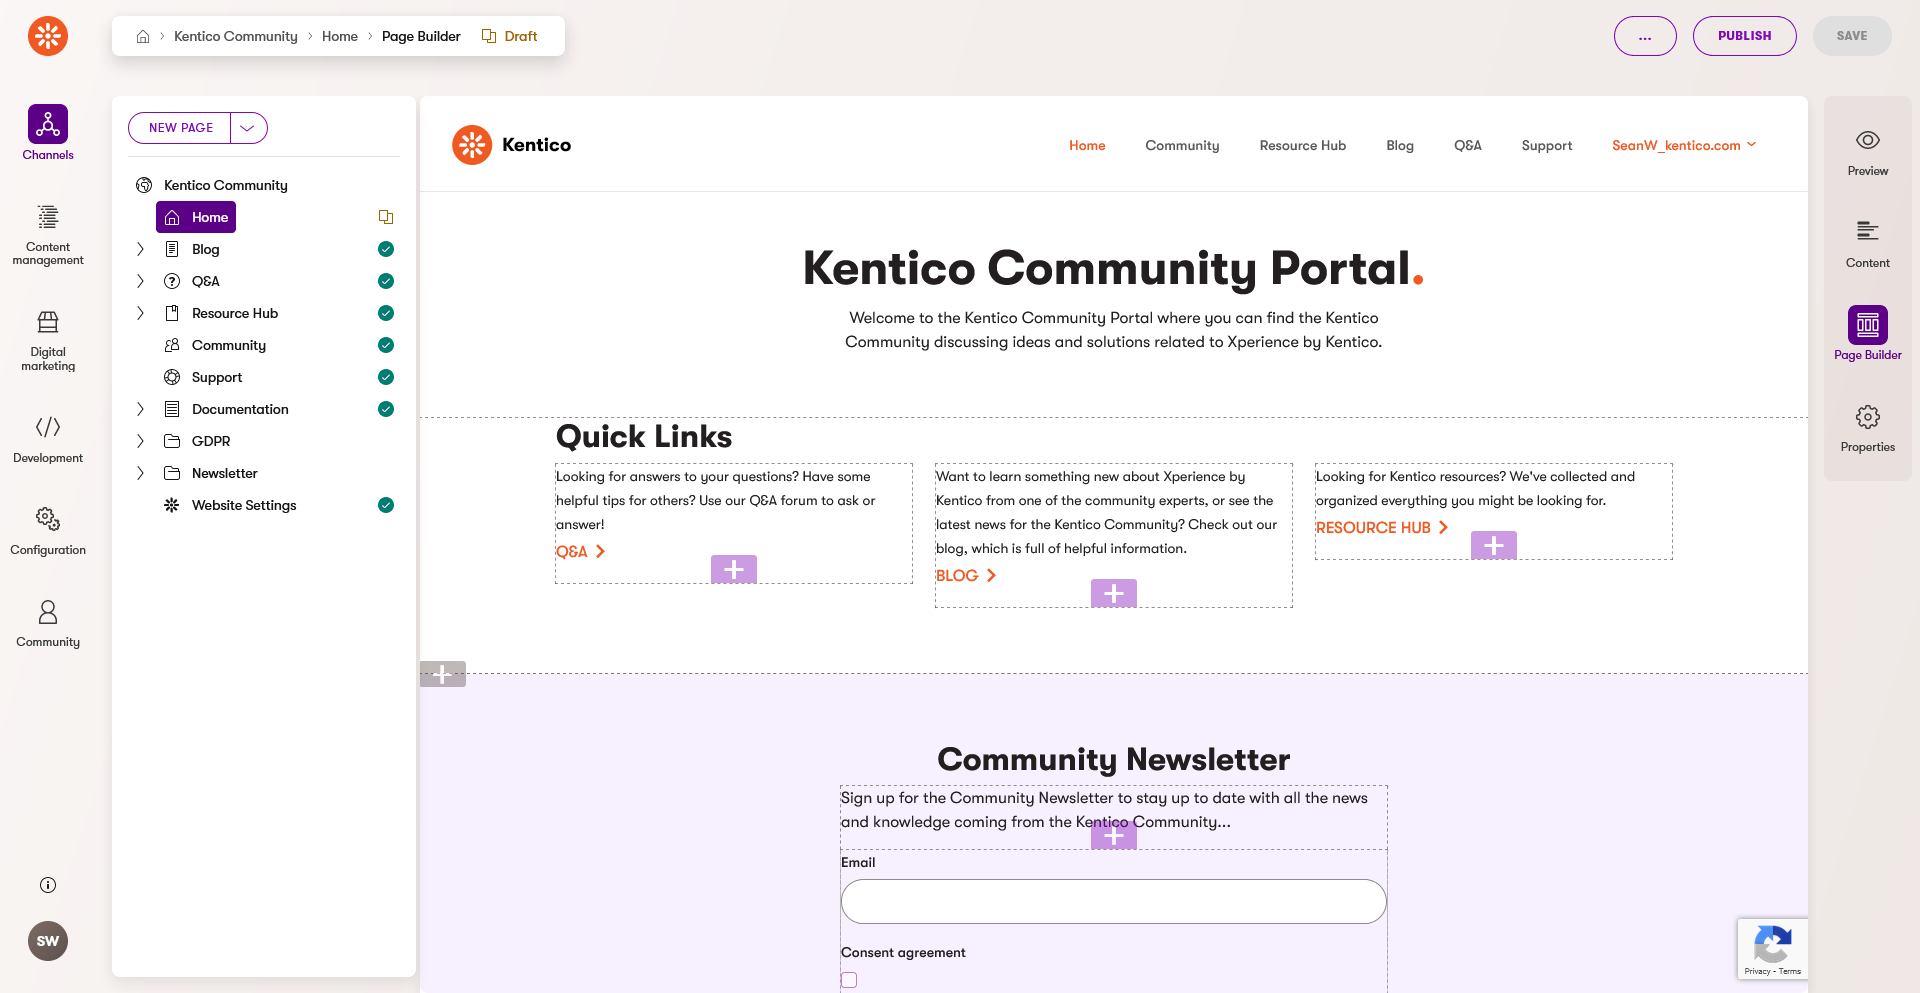 Kentico Community
Home
Page Builder
Draft
...
PUBLISH
SAVE
Channels
Content
management
Digital
marketing
Development
Configuration
Community
SW
NEW PAGE
Kentico Community
Home
Blog
Q&A
Resource Hub
Community
Support
Documentation
GDPR
Newsletter
Website Settings
Kentico
Home
Community
Resource Hub
Blog
Q&A
Support
SeanW_kentico.com
Kentico Community Portal.
Welcome to the Kentico Community Portal where you can find the Kentico
Community discussing ideas and solutions related to Xperience by Kentico.
Quick Links
Looking for answers to your questions? Have some
helpful tips for others? Use our Q&A forum to ask or
answer!
Q&A
Want to learn something new about Xperience by
Kentico from one of the community experts, or see the
latest news for the Kentico Community? Check out our
blog, which is full of helpful information.
BLOG
Looking for Kentico resources? We've collected and
organized everything you might be looking for.
RESOURCE HUB
Community Newsletter
Sign up for the Community Newsletter to stay up to date with all the news
and knowledge coming from the Kentico Community...
Email
Consent agreement
Privacy - Terms
Preview
Content
Page Builder
Properties